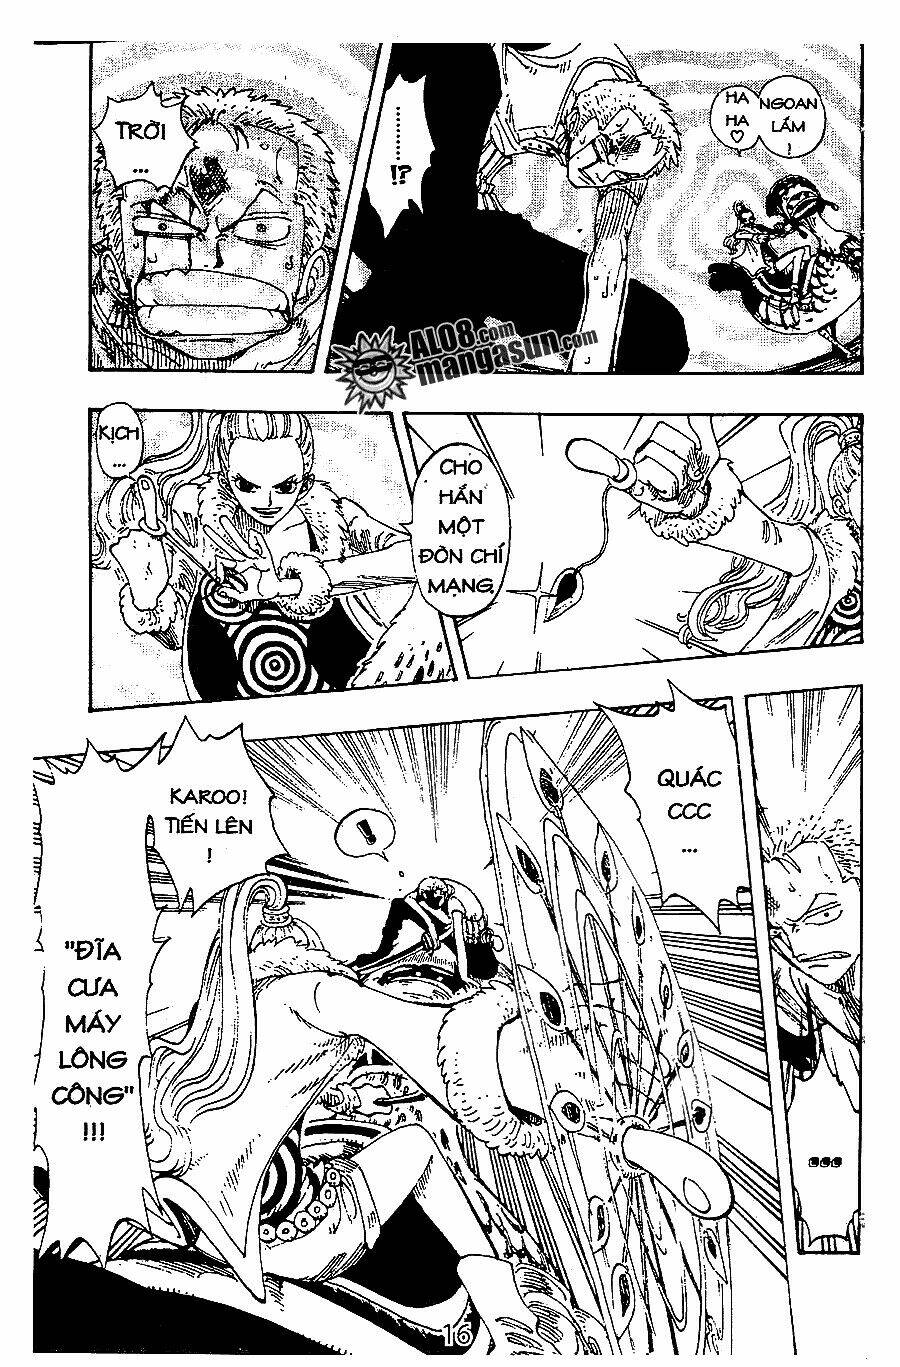 NGOAN
LẮM
!
HA
HA
♡
.........
!?
TRỜI
...
CHO
HẮN
MỘT
ĐÒN CHÍ
MẠNG.
KỊCH
...
QUÁC
CCC
...
!
KAROO!
TIẾN LÊN
!
"ĐĨA
CƯA
MÁY
LÔNG
CÔNG"
!!!
...
AL08.com
mangasun.com
16